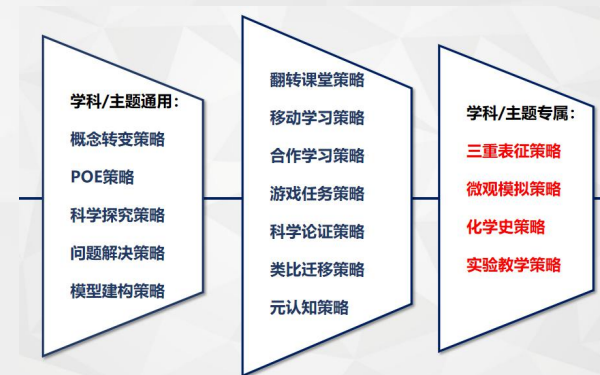 学科/主题通用：
概念转变策略
POE策略
科学探究策略
问题解决策略
模型建构策略
翻转课堂策略
移动学习策略
合作学习策略
游戏任务策略
科学论证策略
类比迁移策略
元认知策略
学科/主题专属：
三重表征策略
微观模拟策略
化学史策略
实验教学策略